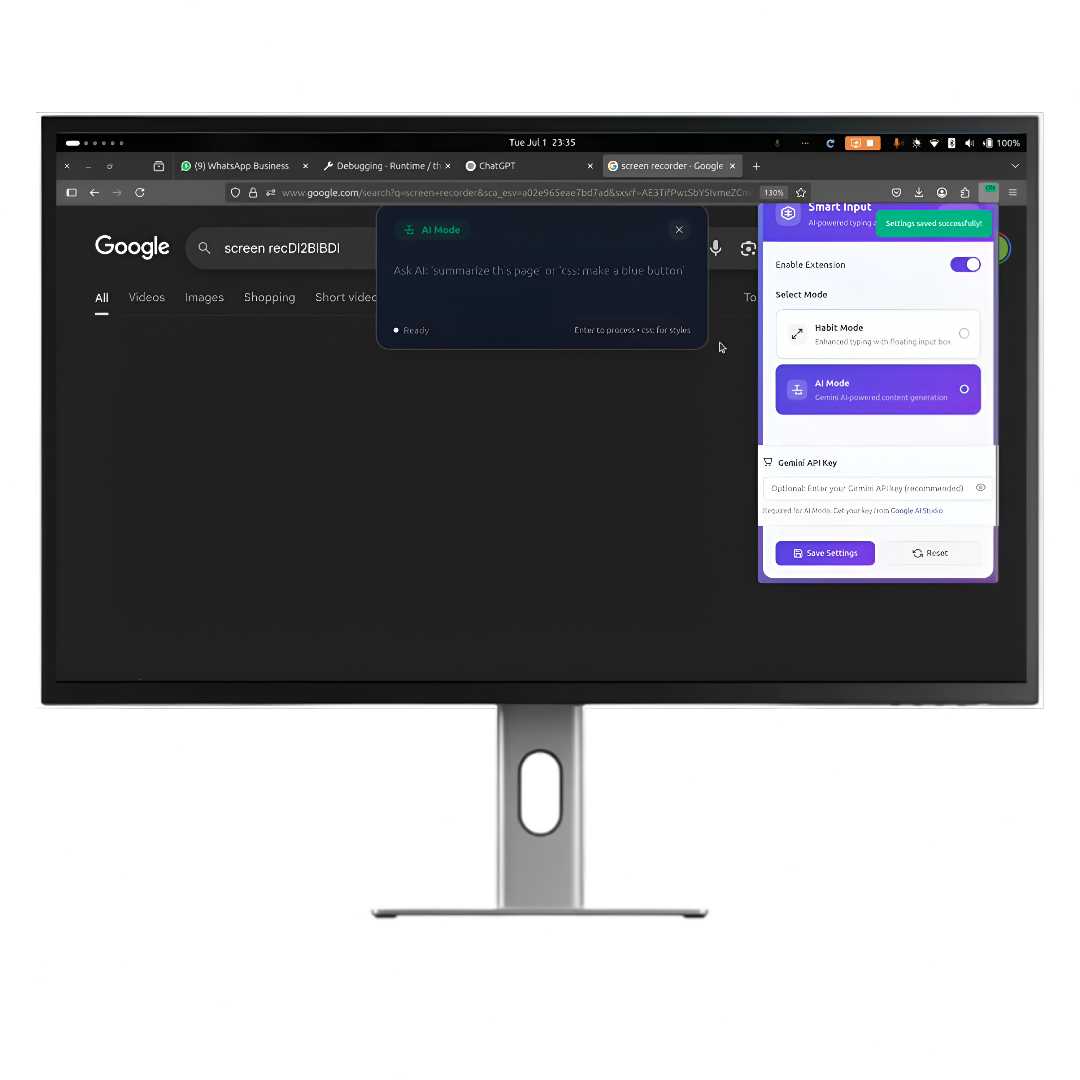 Tue Jul 1 23:35
100%
(9) WhatsApp Business
Debugging - Runtime / th
ChatGPT
screen recorder - Google
www.google.com/search?q=screen+recorder&sca_esv=a02e965eae7bd7ad&sxsrf=
130%
ON
Google
screen recDI2BIBDI
All
Videos
Images
Shopping
Short videc
To
AI Mode
Ask AI: 'summarize this page' or 'css: make a blue button'
Ready
Enter to process • css: for styles
Smart Input
AI-powered typing a
Settings saved successfully!
Enable Extension
Select Mode
Habit Mode
Enhanced typing with floating input box
AI Mode
Gemini AI-powered content generation
Gemini API Key
Optional: Enter your Gemini API key (recommended)
Required for AI Mode. Get your key from Google AI Studio
Save Settings
Reset